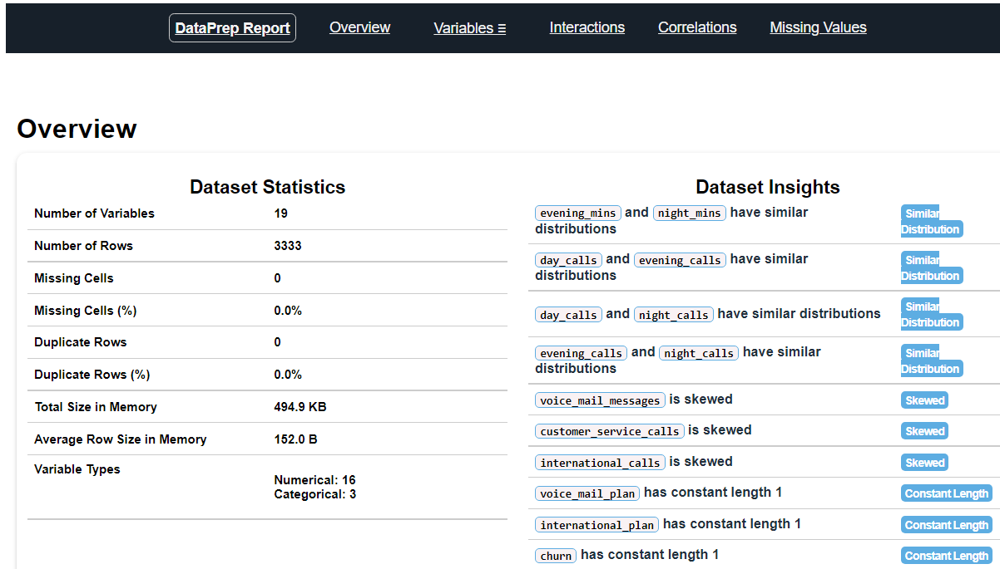 DataPrep Report Overview Variables ☰ Interactions Correlations Missing Values
Overview
Dataset Statistics
Number of Variables 19
Number of Rows 3333
Missing Cells 0
Missing Cells (%) 0.0%
Duplicate Rows 0
Duplicate Rows (%) 0.0%
Total Size in Memory 494.9 KB
Average Row Size in Memory 152.0 B
Variable Types
Numerical: 16
Categorical: 3
Dataset Insights
evening_mins and night_mins have similar
distributions
Similar
Distribution
day_calls and evening_calls have similar
distributions
Similar
Distribution
day_calls and night_calls have similar distributions
Similar
Distribution
evening_calls and night_calls have similar
distributions
Similar
Distribution
voice_mail_messages is skewed Skewed
customer_service_calls is skewed Skewed
international_calls is skewed Skewed
voice_mail_plan has constant length 1 Constant Length
international_plan has constant length 1 Constant Length
churn has constant length 1 Constant Length